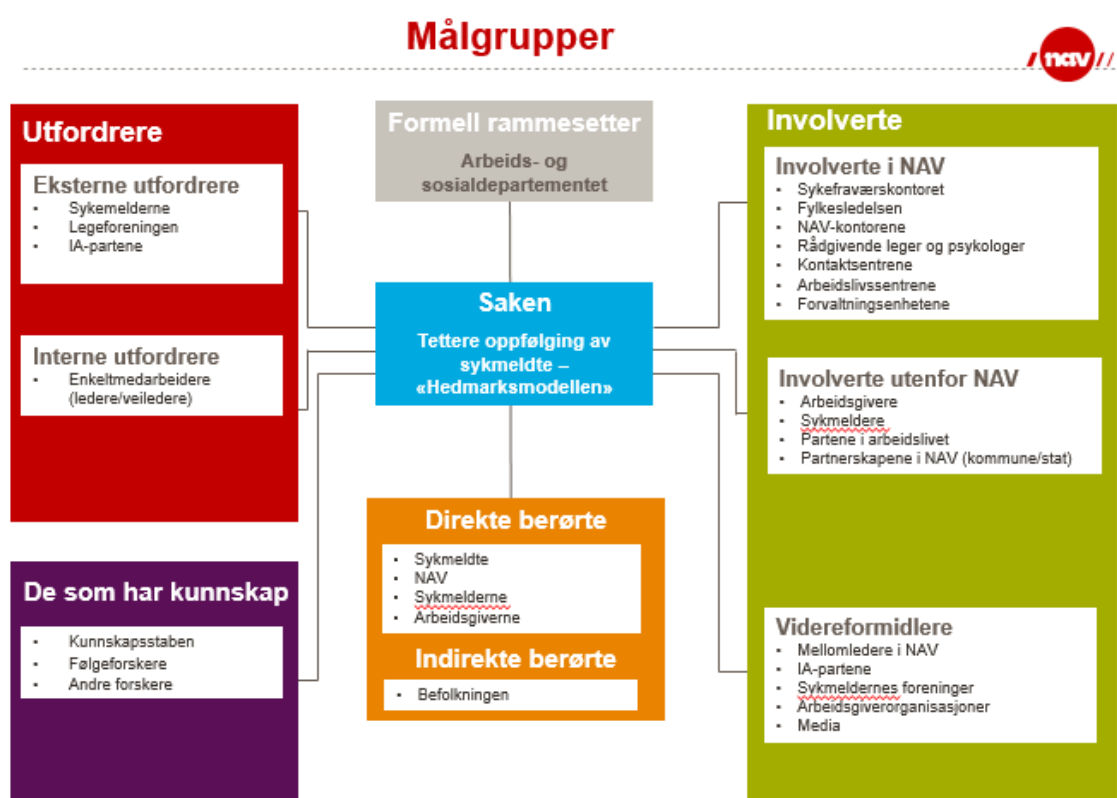 Målgrupper
/ nav //
Utfordrere
Eksterne utfordrere
▪ Sykemelderne
▪ Legeforeningen
▪ IA-partene
Interne utfordrere
▪ Enkeltmedarbeidere
(ledere/veiledere)
De som har kunnskap
▪ Kunnskapsstaben
▪ Følgeforskere
▪ Andre forskere
Formell rammesetter
Arbeids- og
sosialdepartementet
Saken
Tettere oppfølging av
sykmeldte –
«Hedmarksmodellen»
Direkte berørte
▪ Sykmeldte
▪ NAV
▪ Sykmelderne
▪ Arbeidsgiverne
Indirekte berørte
▪ Befolkningen
Involverte
Involverte i NAV
▪ Sykefraværskontoret
▪ Fylkesledelsen
▪ NAV-kontorene
▪ Rådgivende leger og psykologer
▪ Kontaktsentrene
▪ Arbeidslivssentrene
▪ Forvaltningsenhetene
Involverte utenfor NAV
▪ Arbeidsgivere
▪ Sykmeldere
▪ Partene i arbeidslivet
▪ Partnerskapene i NAV (kommune/stat)
Videreformidlere
▪ Mellomledere i NAV
▪ IA-partene
▪ Sykmeldernes foreninger
▪ Arbeidsgiverorganisasjoner
▪ Media